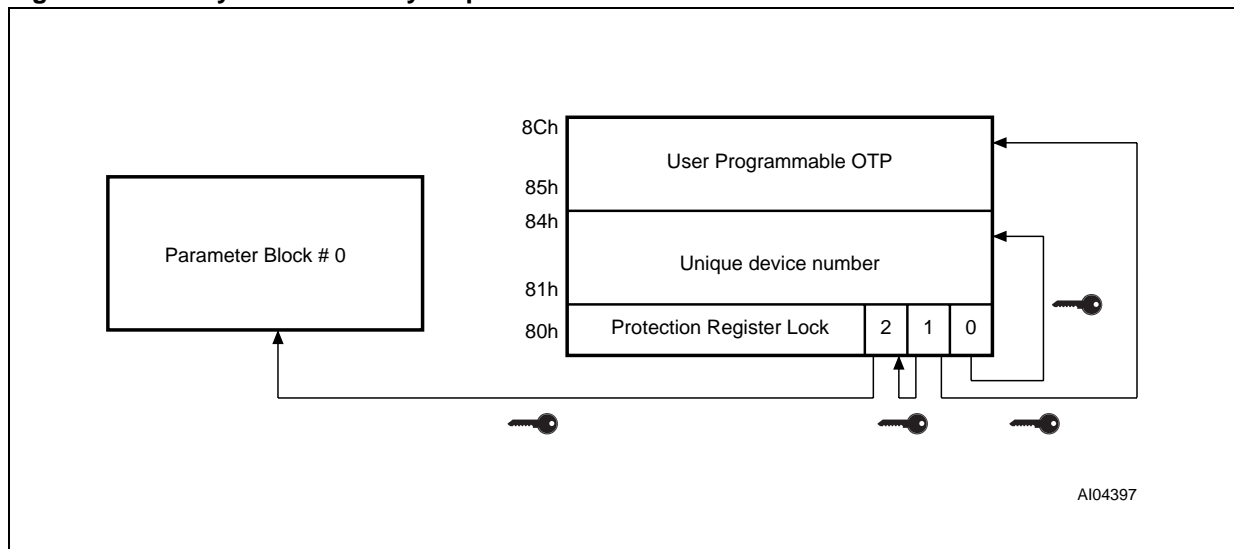 8Ch
User Programmable OTP
85h
Parameter Block # 0
84h
Unique device number
81h
80h
Protection Register Lock
2
1
0
AI04397